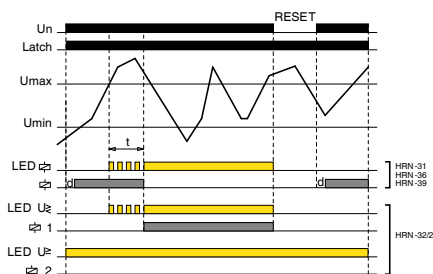 RESET
Un
Latch
Umax
Umin
t
LED
HRN-31
HRN-36
HRN-39
d
d
LED U≥
1
HRN-32/2
LED U≥
2